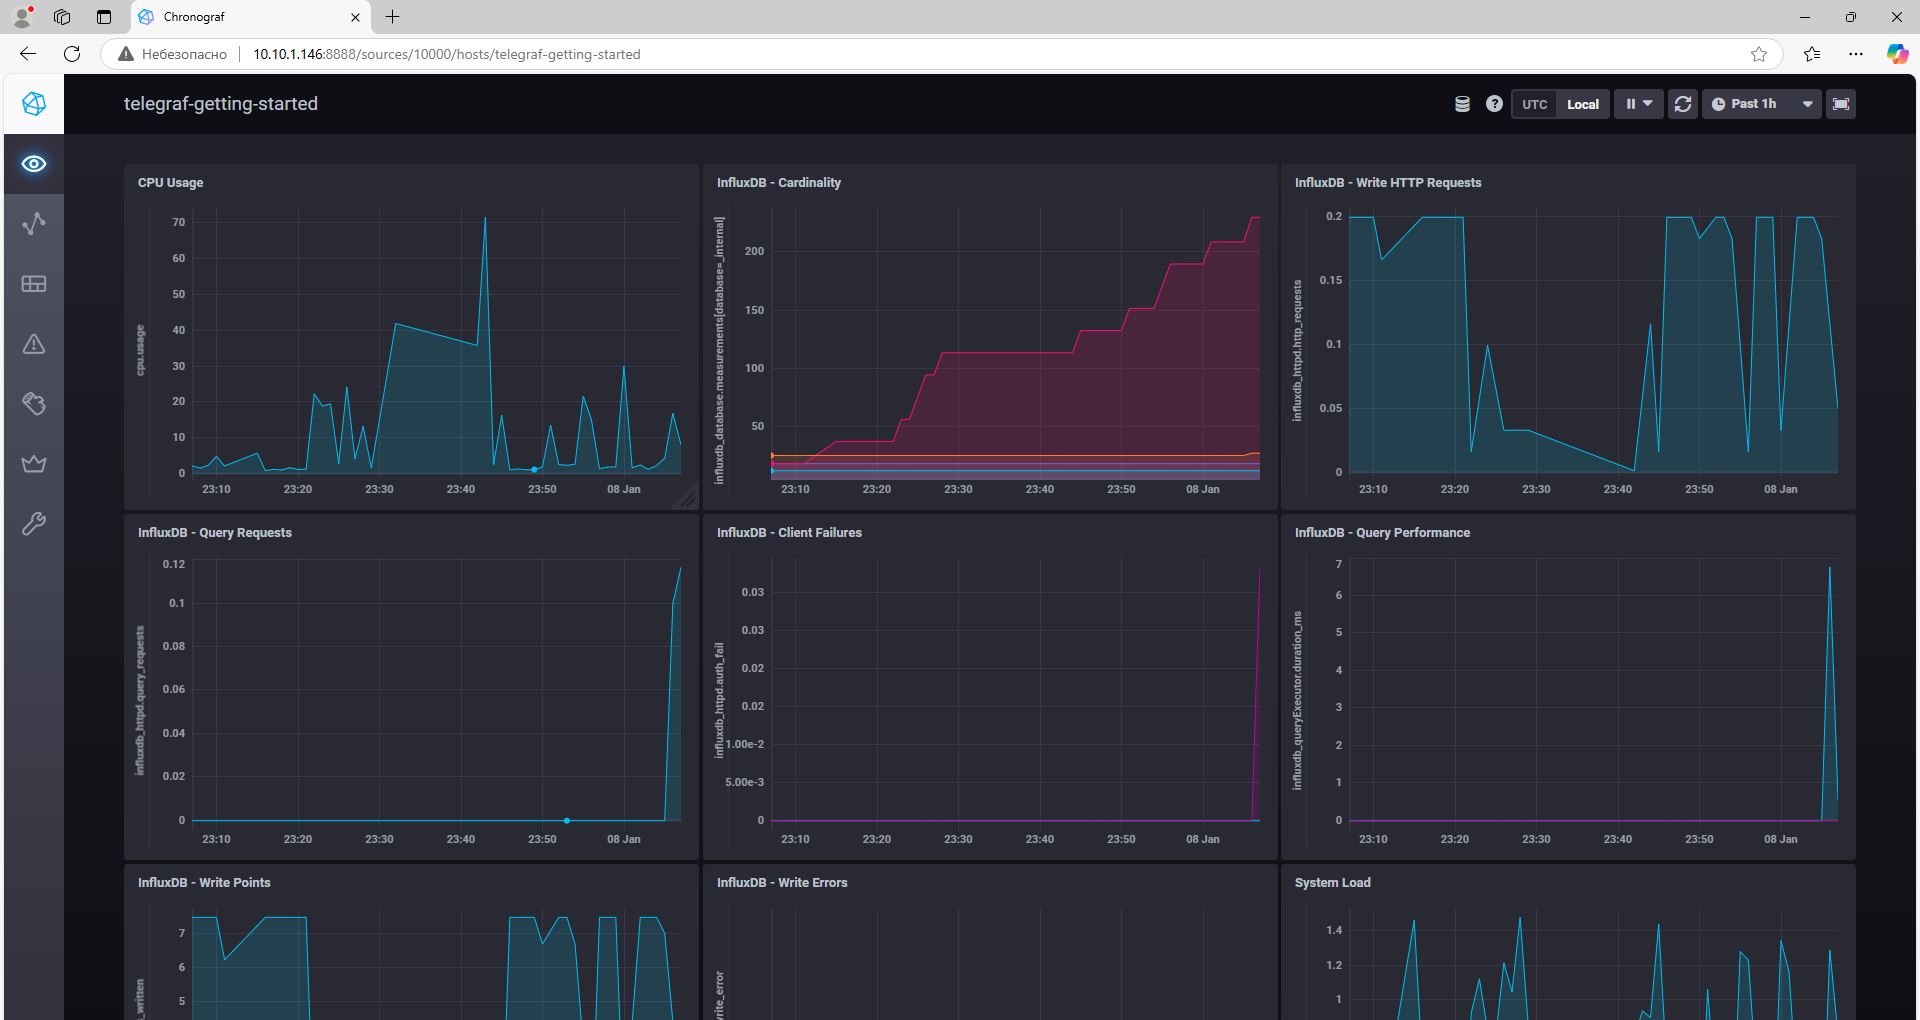 Chronograf
Небезопасно
10.10.1.146:8888/sources/10000/hosts/telegraf-getting-started
telegraf-getting-started
UTC Local
Past 1h
CPU Usage
cpu.usage
70
60
50
40
30
20
10
0
23:10 23:20 23:30 23:40 23:50 08 Jan
InfluxDB - Cardinality
influxdb_database.measurements[database=_internal]
200
150
100
50
23:10 23:20 23:30 23:40 23:50 08 Jan
InfluxDB - Write HTTP Requests
influxdb_httpd.http_requests
0.2
0.15
0.1
0.05
0
23:10 23:20 23:30 23:40 23:50 08 Jan
InfluxDB - Query Requests
influxdb_httpd.query_requests
0.12
0.1
0.08
0.06
0.04
0.02
0
23:10 23:20 23:30 23:40 23:50 08 Jan
InfluxDB - Client Failures
influxdb_httpd.auth_fail
0.03
0.03
0.02
0.02
1.00e-2
5.00e-3
0
23:10 23:20 23:30 23:40 23:50 08 Jan
InfluxDB - Query Performance
influxdb_queryExecutor.duration_ms
7
6
5
4
3
2
1
0
23:10 23:20 23:30 23:40 23:50 08 Jan
InfluxDB - Write Points
7
6
5
InfluxDB - Write Errors
System Load
1.4
1.2
1